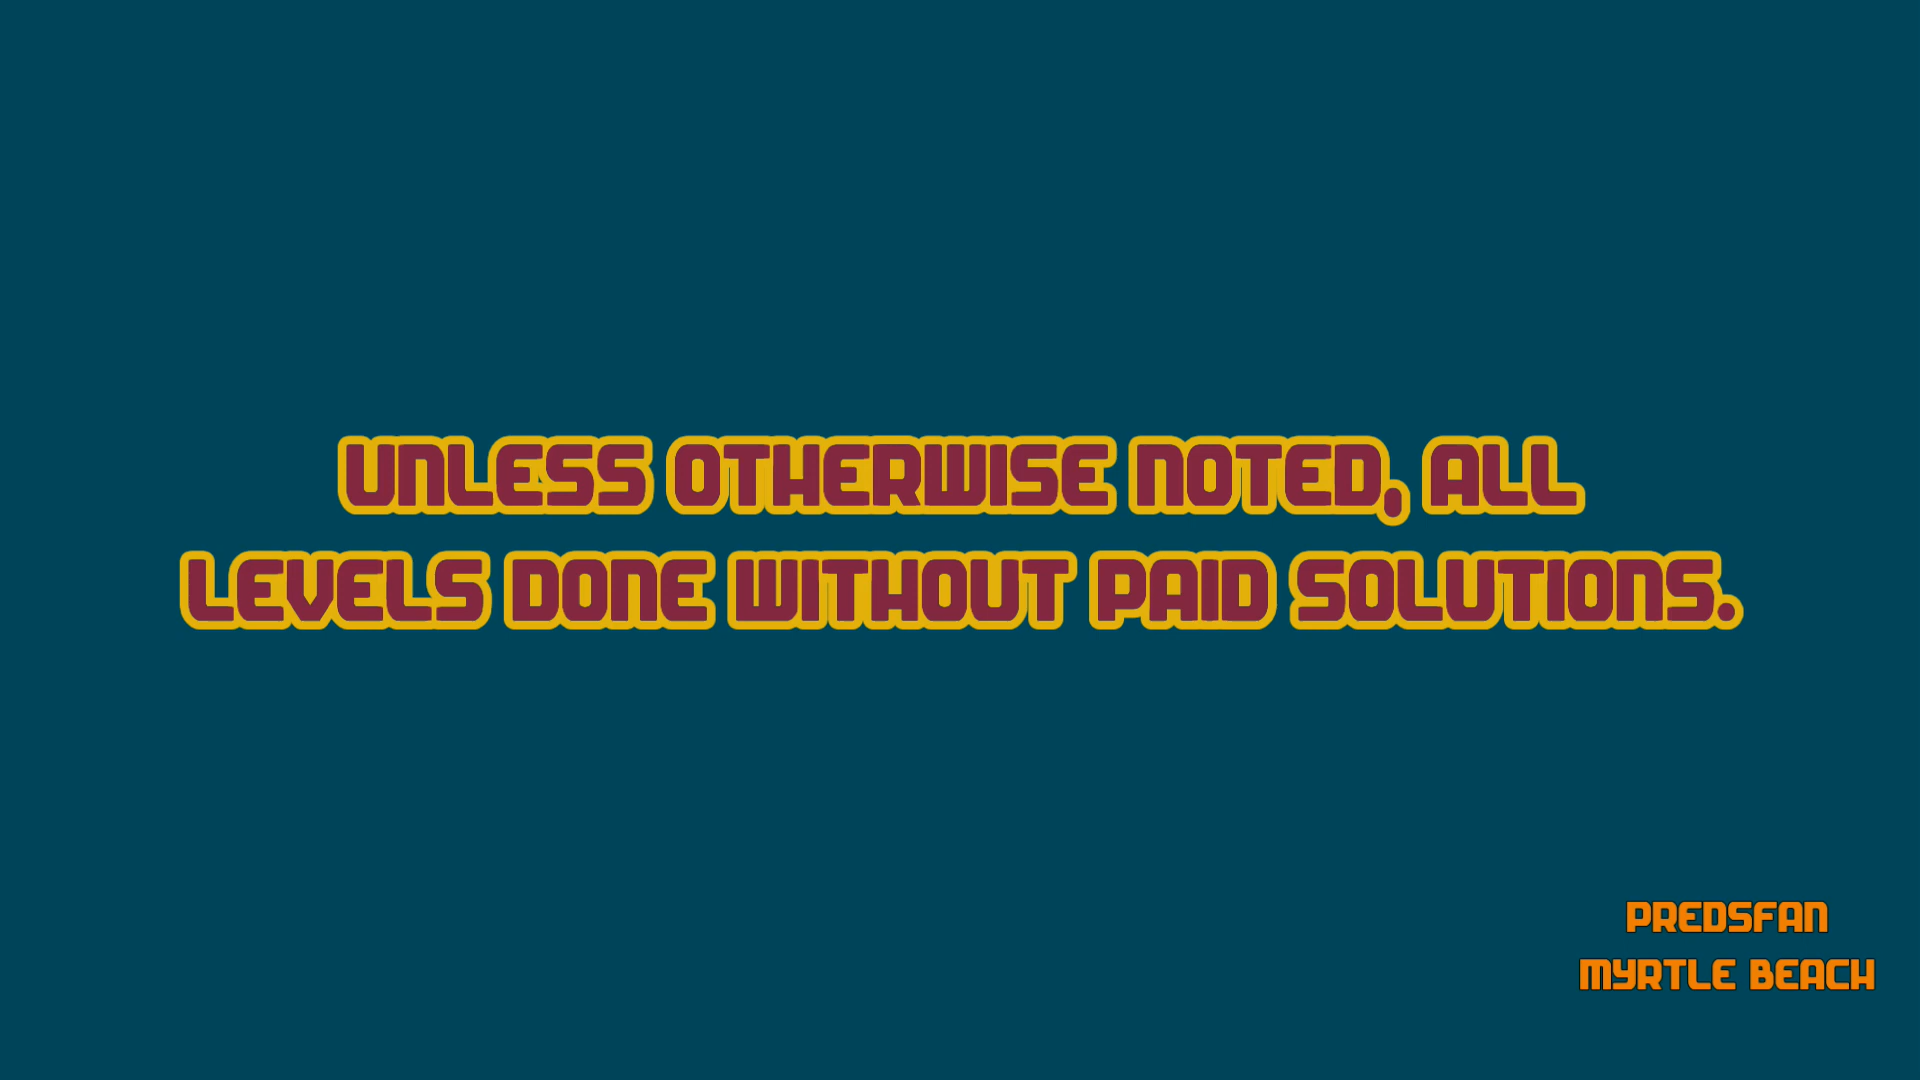 UNLESS OTHERWISE NOTED, ALL
LEVELS DONE WITHOUT PAID SOLUTIONS.
PREDSFAN
MYRTLE BEACH